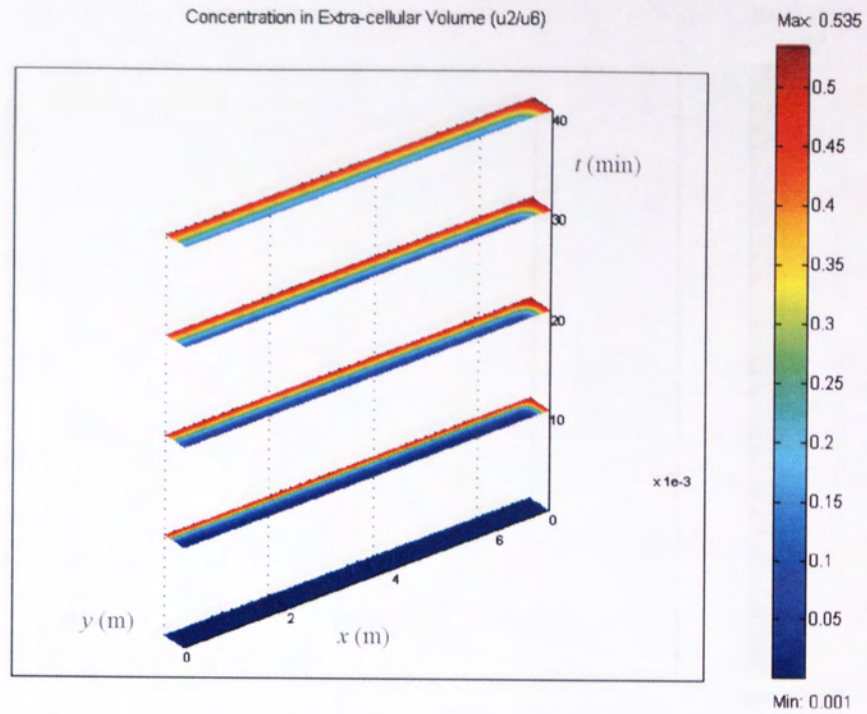 Concentration in Extra-cellular Volume (u2/u6)
Max: 0.535
0.5
0.45
0.4
0.35
0.3
0.25
0.2
0.15
0.1
0.05
Min: 0.001
40
t (min)
30
20
10
0
x 1e-3
6
4
2
0
x (m)
y (m)